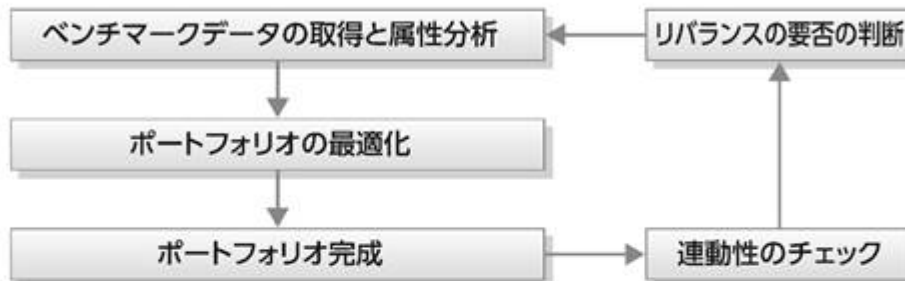 ベンチマークデータの取得と属性分析
リバランスの要否の判断
ポートフォリオの最適化
ポートフォリオ完成
連動性のチェック